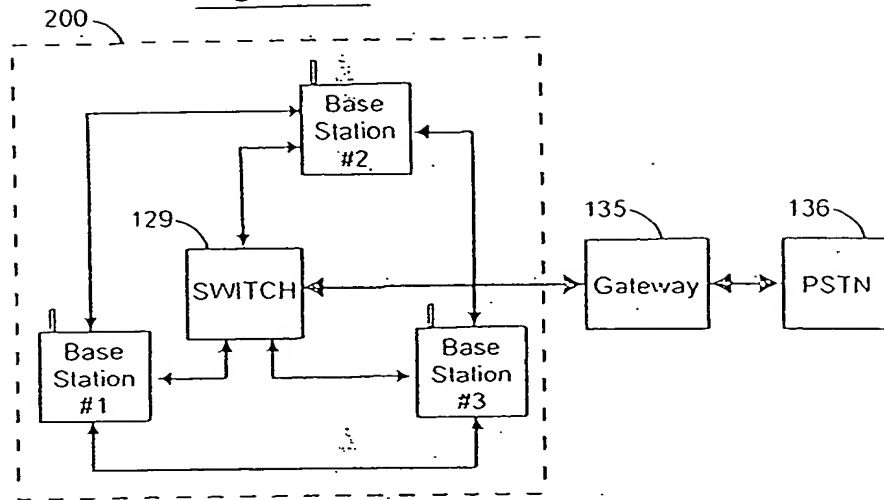 200
Base
Station
#2
129
135
136
SWITCH
Gateway
PSTN
Base
Station
#1
Base
Station
#3